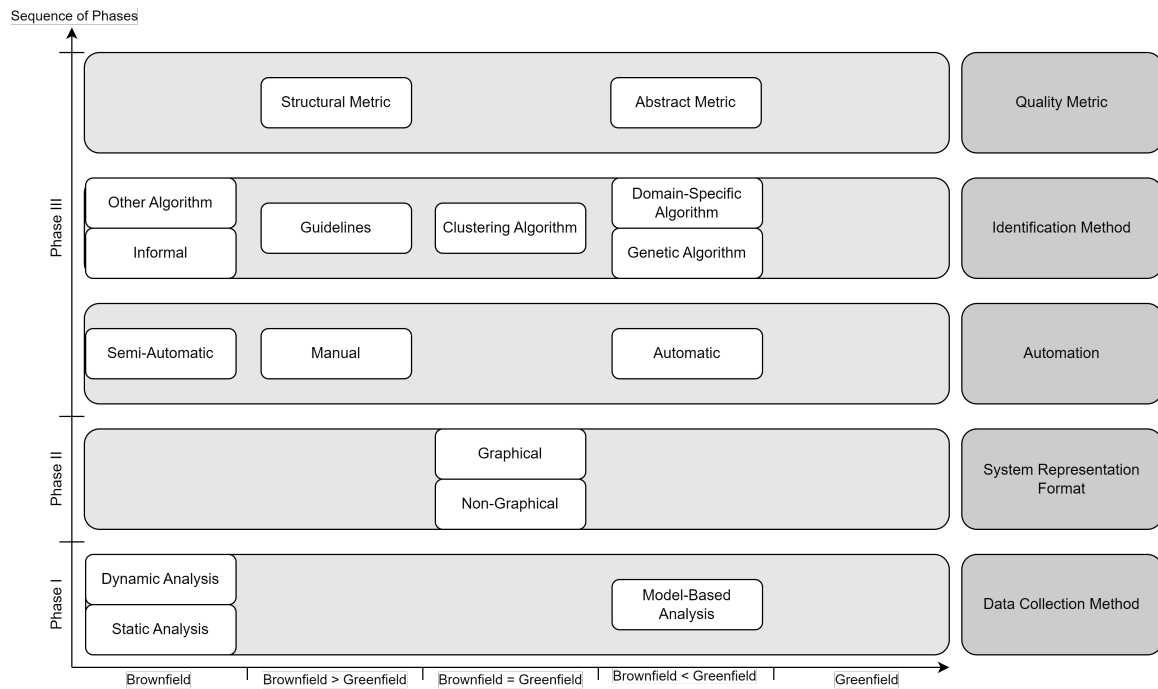 Sequence of Phases
Structural Metric
Abstract Metric
Quality Metric
Phase III
Other Algorithm
Informal
Guidelines
Clustering Algorithm
Domain-Specific
Algorithm
Genetic Algorithm
Identification Method
Semi-Automatic
Manual
Automatic
Automation
Phase II
Graphical
Non-Graphical
System Representation
Format
Phase I
Dynamic Analysis
Static Analysis
Model-Based
Analysis
Data Collection Method
Brownfield
Brownfield > Greenfield
Brownfield = Greenfield
Brownfield < Greenfield
Greenfield